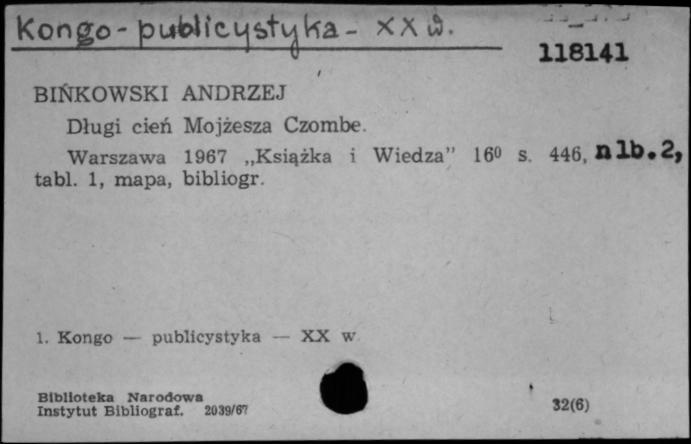 Kongo - publicystyka - XX w.
118141
BIŃKOWSKI ANDRZEJ
Długi cień Mojżesza Czombe.
Warszawa 1967 „Książka i Wiedza” 16⁰ s. 446, nlb. 2,
tabl. 1, mapa, bibliogr.
1. Kongo — publicystyka — XX w
Biblioteka Narodowa
Instytut Bibliograf. 2039/67
32(6)